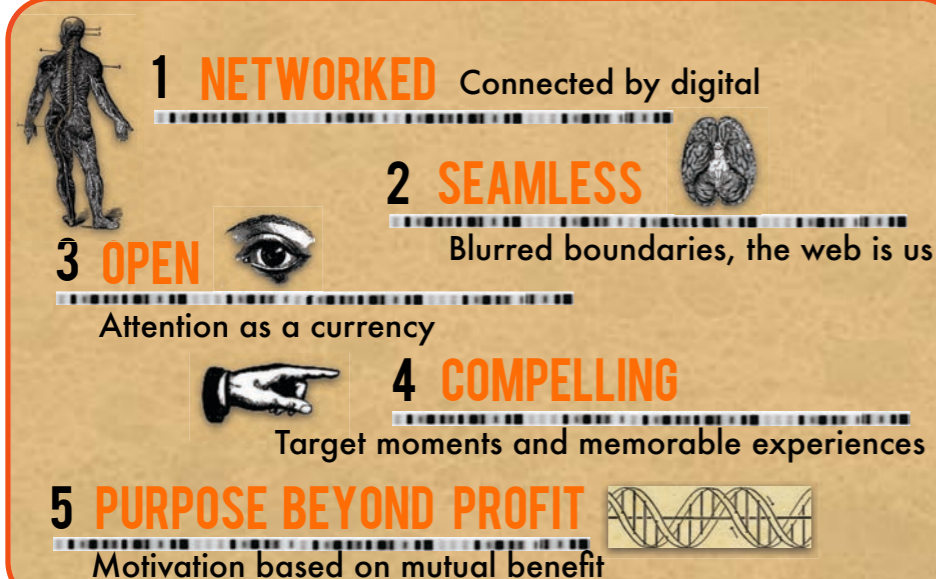 1 NETWORKED Connected by digital
2 SEAMLESS
Blurred boundaries, the web is us
3 OPEN
Attention as a currency
4 COMPELLING
Target moments and memorable experiences
5 PURPOSE BEYOND PROFIT
Motivation based on mutual benefit